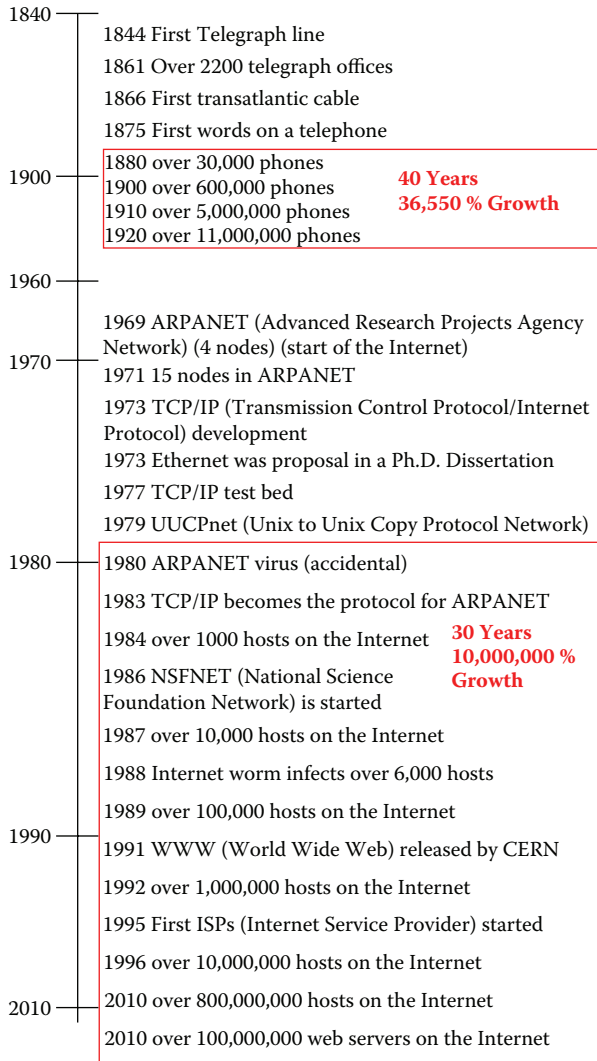 1840
1844 First Telegraph line
1861 Over 2200 telegraph offices
1866 First transatlantic cable
1875 First words on a telephone
1880 over 30,000 phones
1900
1900 over 600,000 phones
1910 over 5,000,000 phones
1920 over 11,000,000 phones
40 Years
36,550 % Growth
1960
1969 ARPANET (Advanced Research Projects Agency
Network) (4 nodes) (start of the Internet)
1970
1971 15 nodes in ARPANET
1973 TCP/IP (Transmission Control Protocol/Internet
Protocol) development
1973 Ethernet was proposal in a Ph.D. Dissertation
1977 TCP/IP test bed
1979 UUCPnet (Unix to Unix Copy Protocol Network)
1980
1980 ARPANET virus (accidental)
1983 TCP/IP becomes the protocol for ARPANET
1984 over 1000 hosts on the Internet
30 Years
10,000,000 %
Growth
1986 NSFNET (National Science
Foundation Network) is started
1987 over 10,000 hosts on the Internet
1988 Internet worm infects over 6,000 hosts
1989 over 100,000 hosts on the Internet
1990
1991 WWW (World Wide Web) released by CERN
1992 over 1,000,000 hosts on the Internet
1995 First ISPs (Internet Service Provider) started
1996 over 10,000,000 hosts on the Internet
2010
2010 over 800,000,000 hosts on the Internet
2010 over 100,000,000 web servers on the Internet